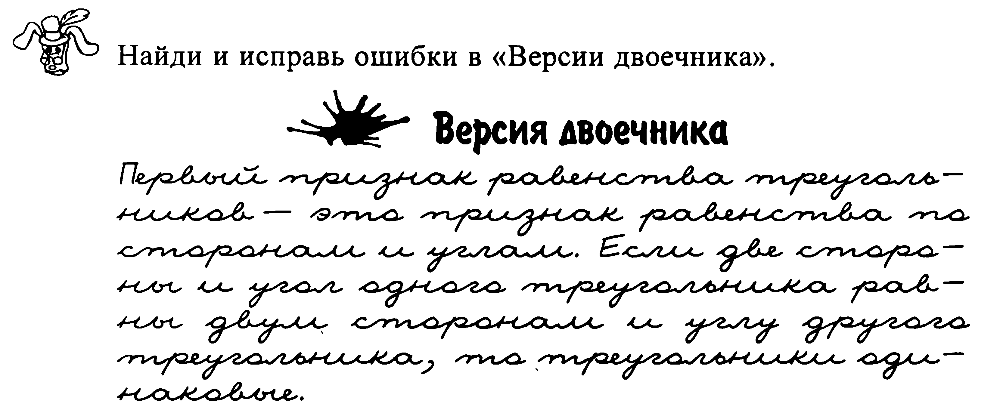 Найди и исправь ошибки в «Версии двоечника».
Версия двоечника
Первый признак равенства треуголь-
ников — это признак равенства по
сторонам и углам. Если две сторо-
ны и угол одного треугольника рав-
ны двум сторонам и углу другого
треугольника, то треугольники оди-
наковые.